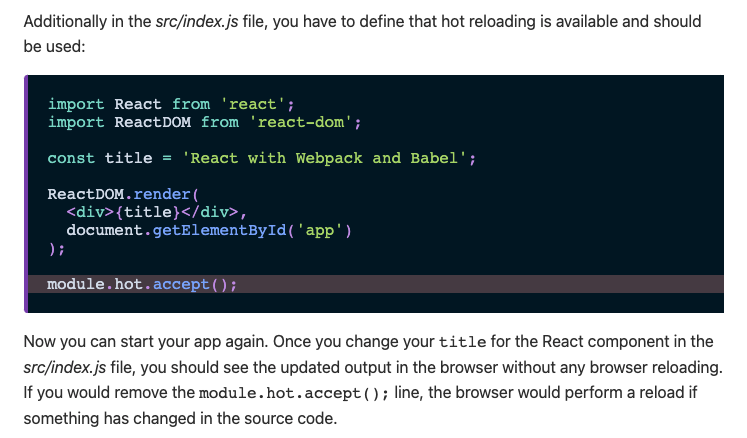 Additionally in the src/index.js file, you have to define that hot reloading is available and should
be used:
import React from 'react';
import ReactDOM from 'react-dom';
const title = 'React with Webpack and Babel';
ReactDOM.render(
<div>{title}</div>,
document.getElementById('app')
);
module.hot.accept();
Now you can start your app again. Once you change your title for the React component in the
src/index.js file, you should see the updated output in the browser without any browser reloading.
If you would remove the module.hot.accept(); line, the browser would perform a reload if
something has changed in the source code.